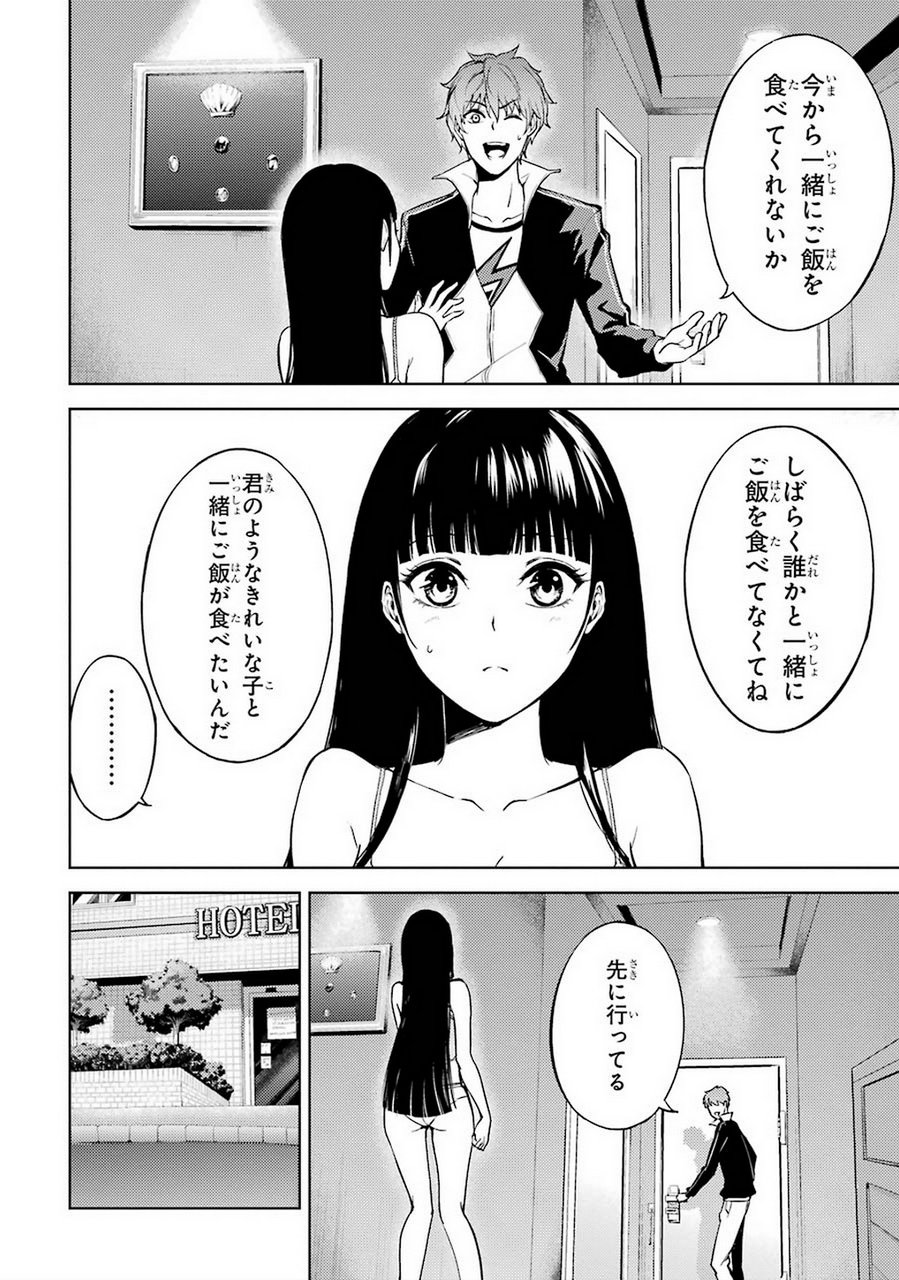 今から一緒にご飯を
食べてくれないか
しばらく誰かと一緒に
ご飯を食べてなくてね
君のようなきれいな子と
一緒にご飯が食べたいんだ
………
先に行ってる
HOTEL